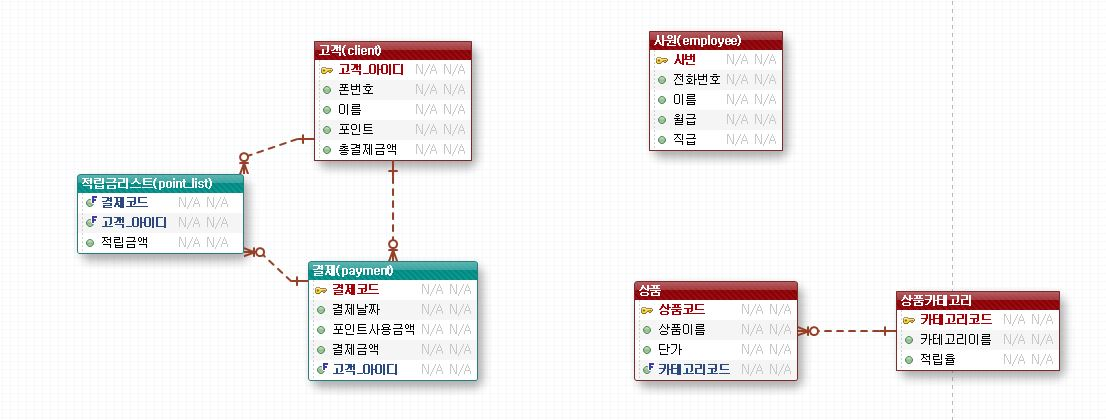 고객(client)
고객_아이디 N/A N/A
폰번호 N/A N/A
이름 N/A N/A
포인트 N/A N/A
총결제금액 N/A N/A
사원(employee)
사번 N/A N/A
전화번호 N/A N/A
이름 N/A N/A
월급 N/A N/A
직급 N/A N/A
적립금리스트(point_list)
결제코드 N/A N/A
고객_아이디 N/A N/A
적립금액 N/A N/A
결제(payment)
결제코드 N/A N/A
결제날짜 N/A N/A
포인트사용금액 N/A N/A
결제금액 N/A N/A
고객_아이디 N/A N/A
상품
상품코드 N/A N/A
상품이름 N/A N/A
단가 N/A N/A
카테고리코드 N/A N/A
상품카테고리
카테고리코드 N/A N/A
카테고리이름 N/A N/A
적립율 N/A N/A